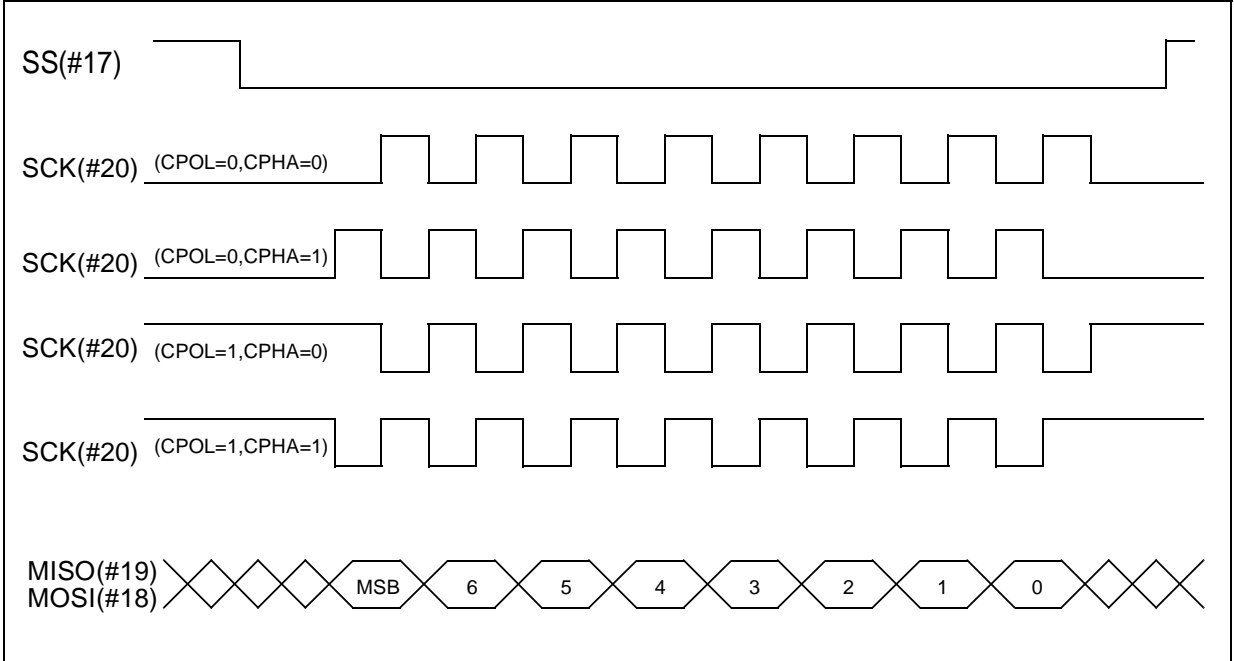 SS(#17)
SCK(#20) (CPOL=0,CPHA=0)
SCK(#20) (CPOL=0,CPHA=1)
SCK(#20) (CPOL=1,CPHA=0)
SCK(#20) (CPOL=1,CPHA=1)
MISO(#19)
MOSI(#18)
MSB 6 5 4 3 2 1 0